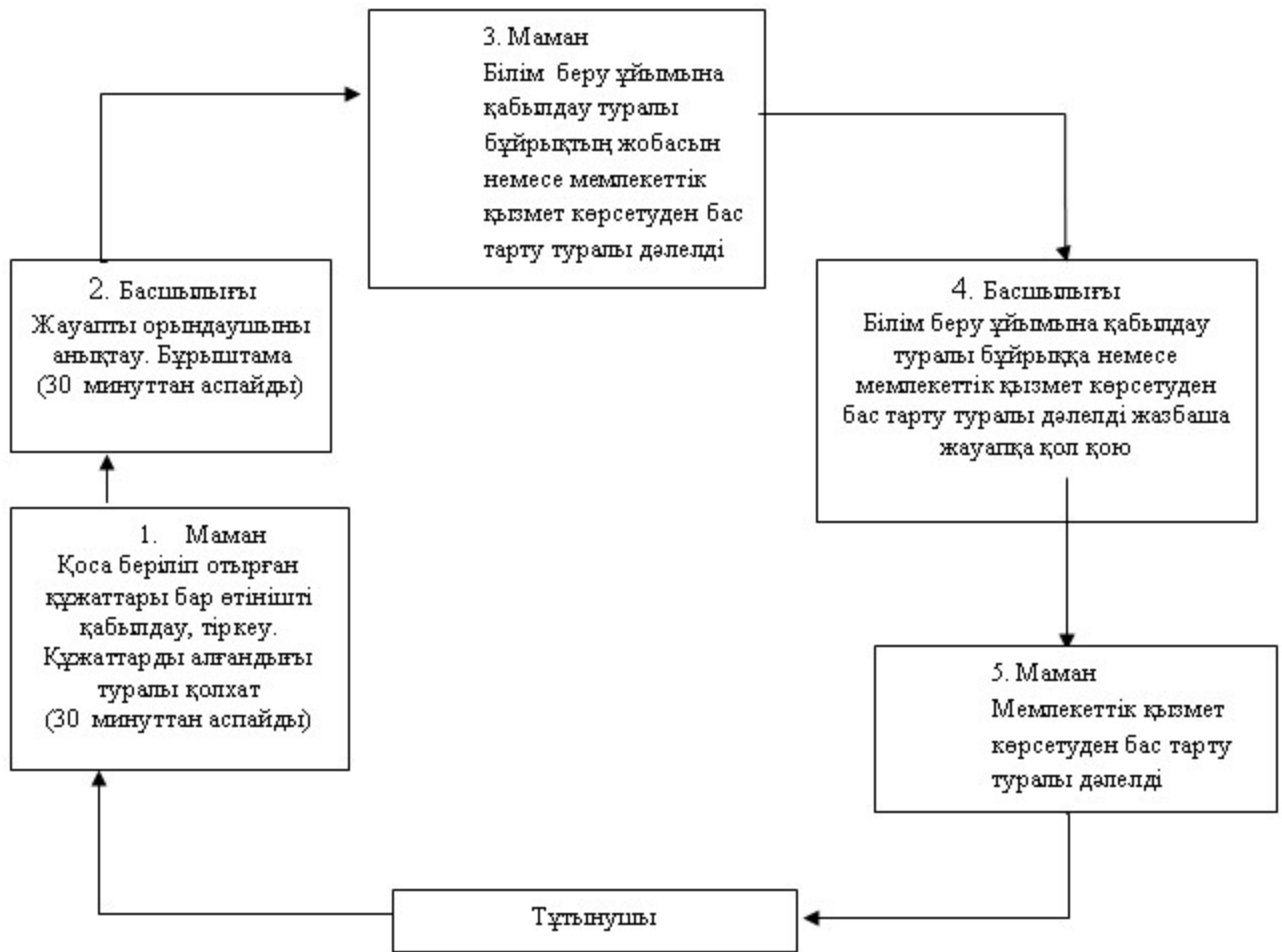 3. Маман
Білім беру ұйымына
қабылдау туралы
бұйрықтың жобасын
немесе мемлекеттік
қызмет көрсетуден бас
тарту туралы дәлелді
2. Басшылығы
Жауапты орындаушыны
анықтау. Бұрыштама
(30 минуттан аспайды)
4. Басшылығы
Білім беру ұйымына қабылдау
туралы бұйрыққа немесе
мемлекеттік қызмет көрсетуден
бас тарту туралы дәлелді жазбаша
жауапқа қол қою
1. Маман
Қоса беріліп отырған
құжаттары бар өтінішті
қабылдау, тіркеу.
Құжаттарды алғандығы
туралы қолхат
(30 минуттан аспайды)
5. Маман
Мемлекеттік қызмет
көрсетуден бас тарту
туралы дәлелді
Тұтынушы